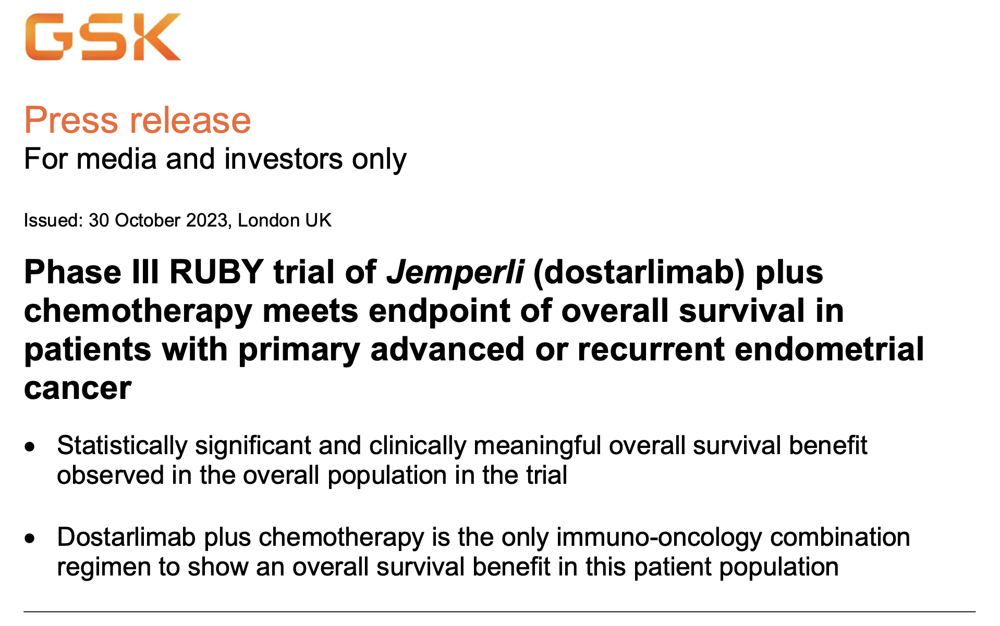 GSK
Press release
For media and investors only
Issued: 30 October 2023, London UK
Phase III RUBY trial of Jemperli (dostarlimab) plus
chemotherapy meets endpoint of overall survival in
patients with primary advanced or recurrent endometrial
cancer
• Statistically significant and clinically meaningful overall survival benefit
observed in the overall population in the trial
• Dostarlimab plus chemotherapy is the only immuno-oncology combination
regimen to show an overall survival benefit in this patient population